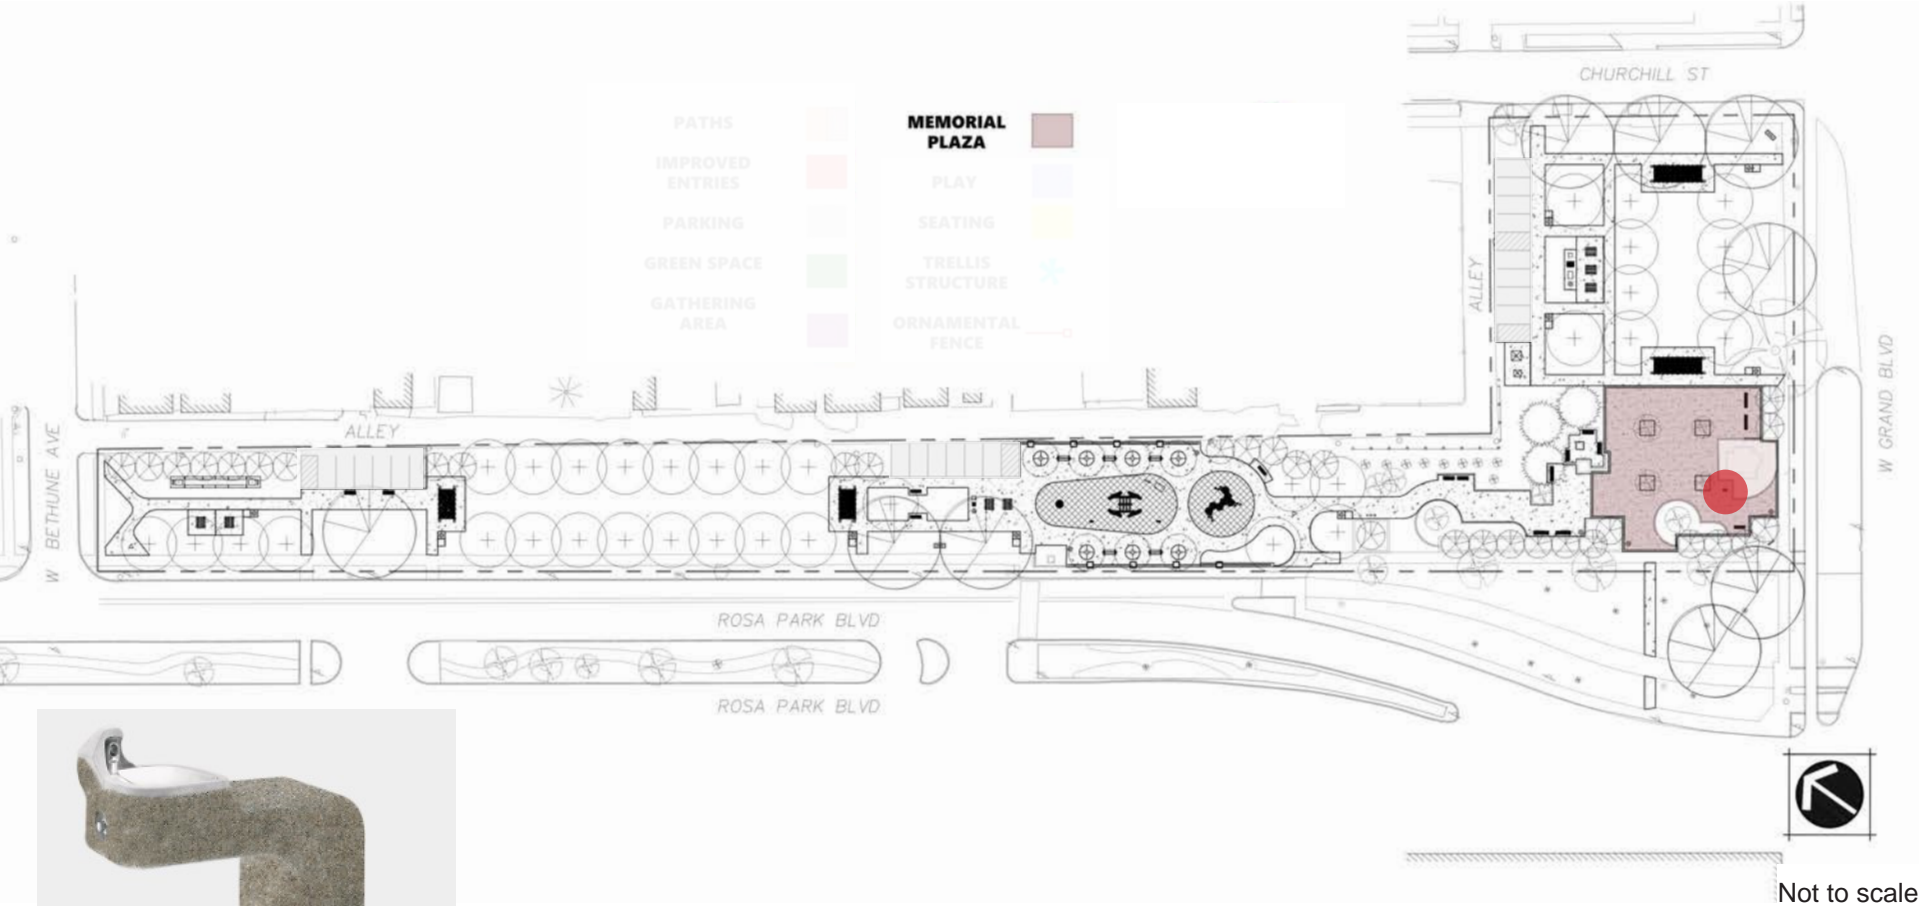 CHURCHILL ST
PATHS
IMPROVED
ENTRIES
PARKING
GREEN SPACE
GATHERING
AREA
MEMORIAL
PLAZA
PLAY
SEATING
TRELLIS
STRUCTURE
ORNAMENTAL
FENCE
ALLEY
W GRAND BLVD
W BETHUNE AVE
ALLEY
ROSA PARK BLVD
ROSA PARK BLVD
Not to scale